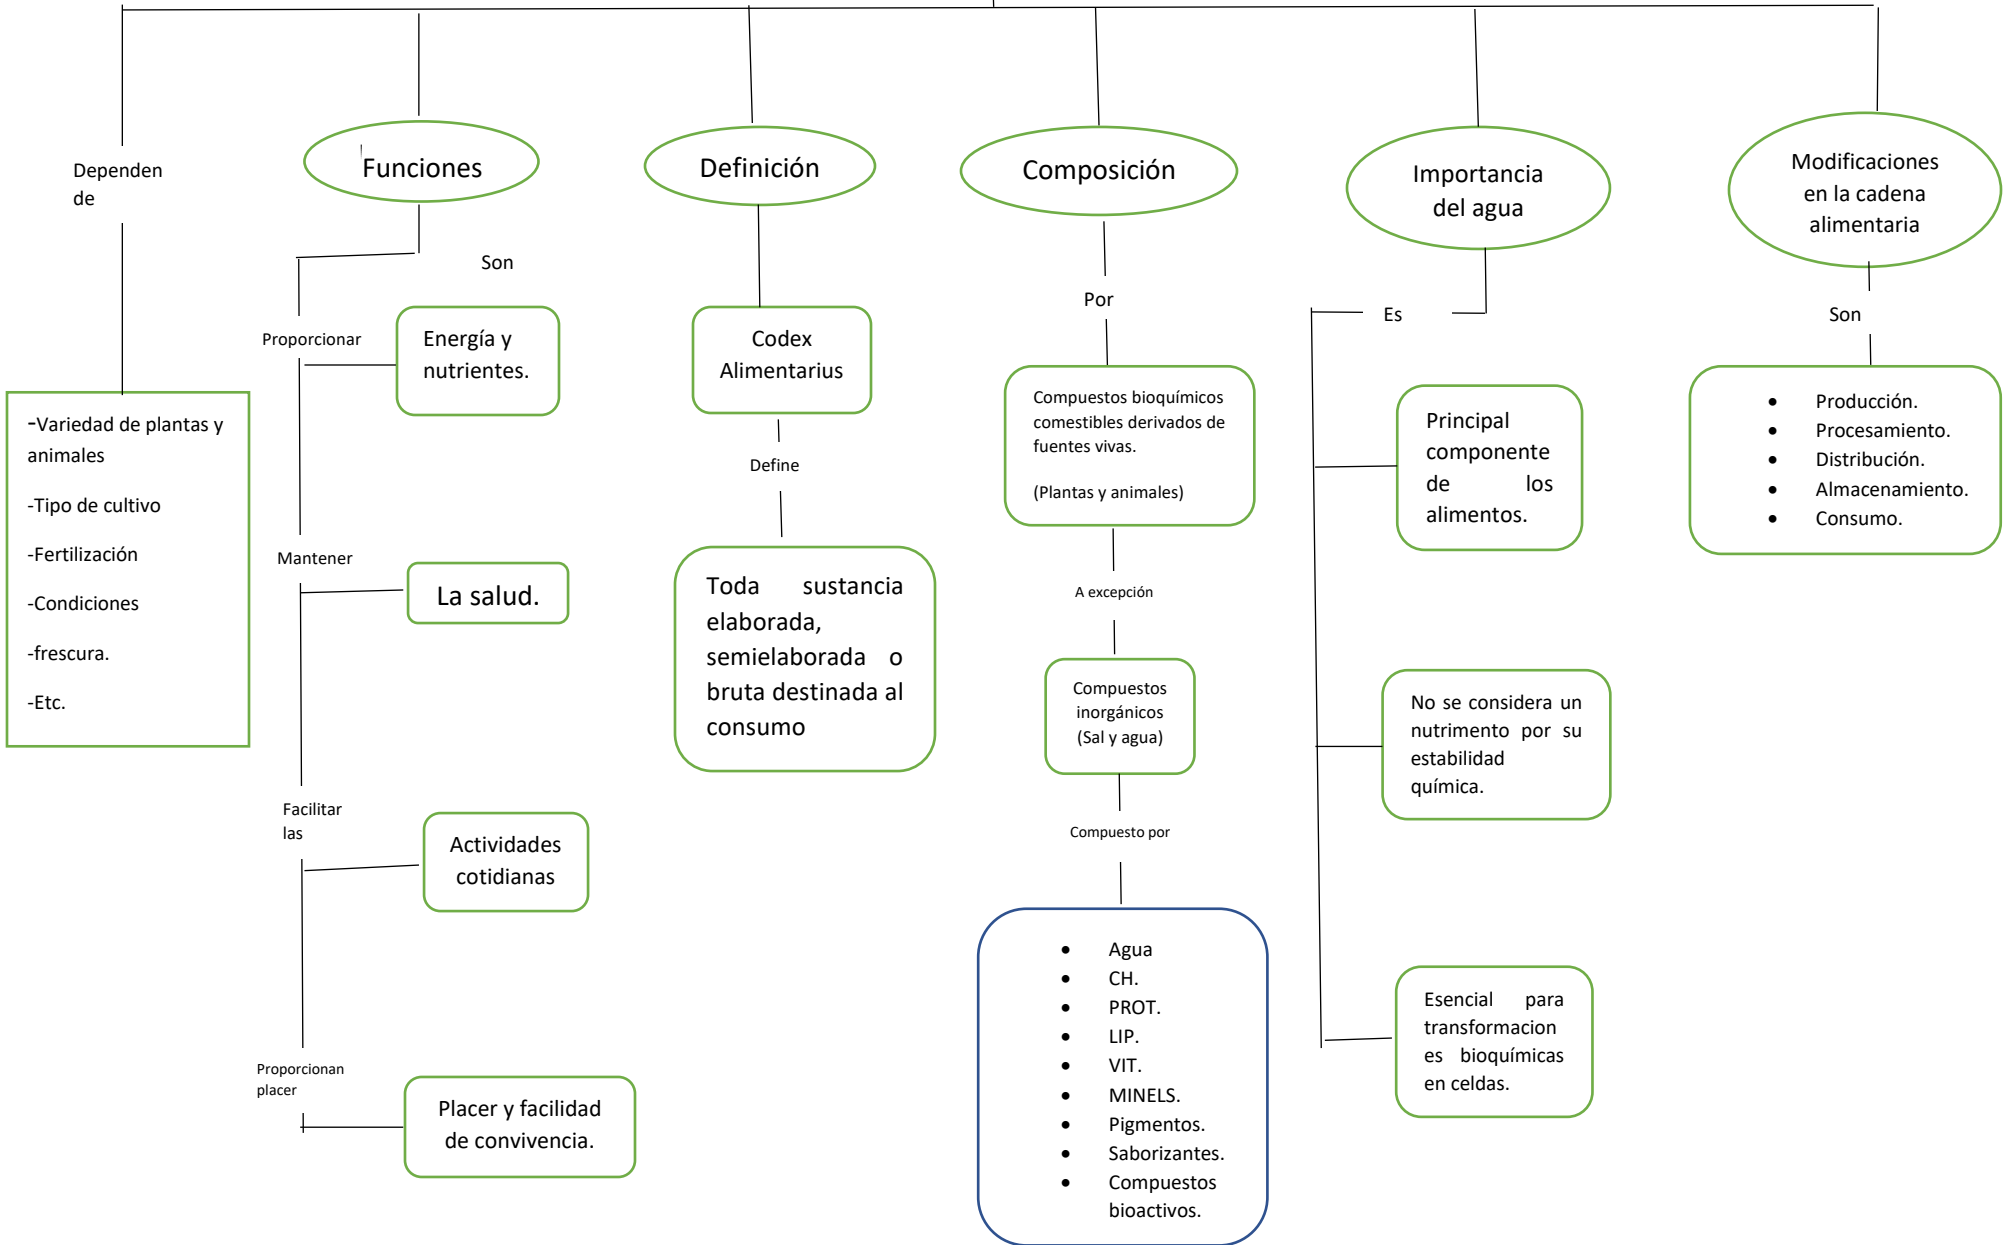 Dependen
de
-Variedad de plantas y
animales
-Tipo de cultivo
-Fertilización
-Condiciones
-frescura.
-Etc.
Funciones
Son
Proporcionar
Energía y
nutrientes.
Mantener
La salud.
Facilitar
las
Actividades
cotidianas
Proporcionan
placer
Placer y facilidad
de convivencia.
Definición
Codex
Alimentarius
Define
Toda sustancia
elaborada,
semielaborada o
bruta destinada al
consumo
Composición
Por
Compuestos bioquímicos
comestibles derivados de
fuentes vivas.
(Plantas y animales)
A excepción
Compuestos
inorgánicos
(Sal y agua)
Compuesto por
• Agua
• CH.
• PROT.
• LIP.
• VIT.
• MINELS.
• Pigmentos.
• Saborizantes.
• Compuestos
bioactivos.
Importancia
del agua
Es
Principal
componente
de los
alimentos.
No se considera un
nutrimento por su
estabilidad
química.
Esencial para
transformacion
es bioquímicas
en celdas.
Modificaciones
en la cadena
alimentaria
Son
• Producción.
• Procesamiento.
• Distribución.
• Almacenamiento.
• Consumo.